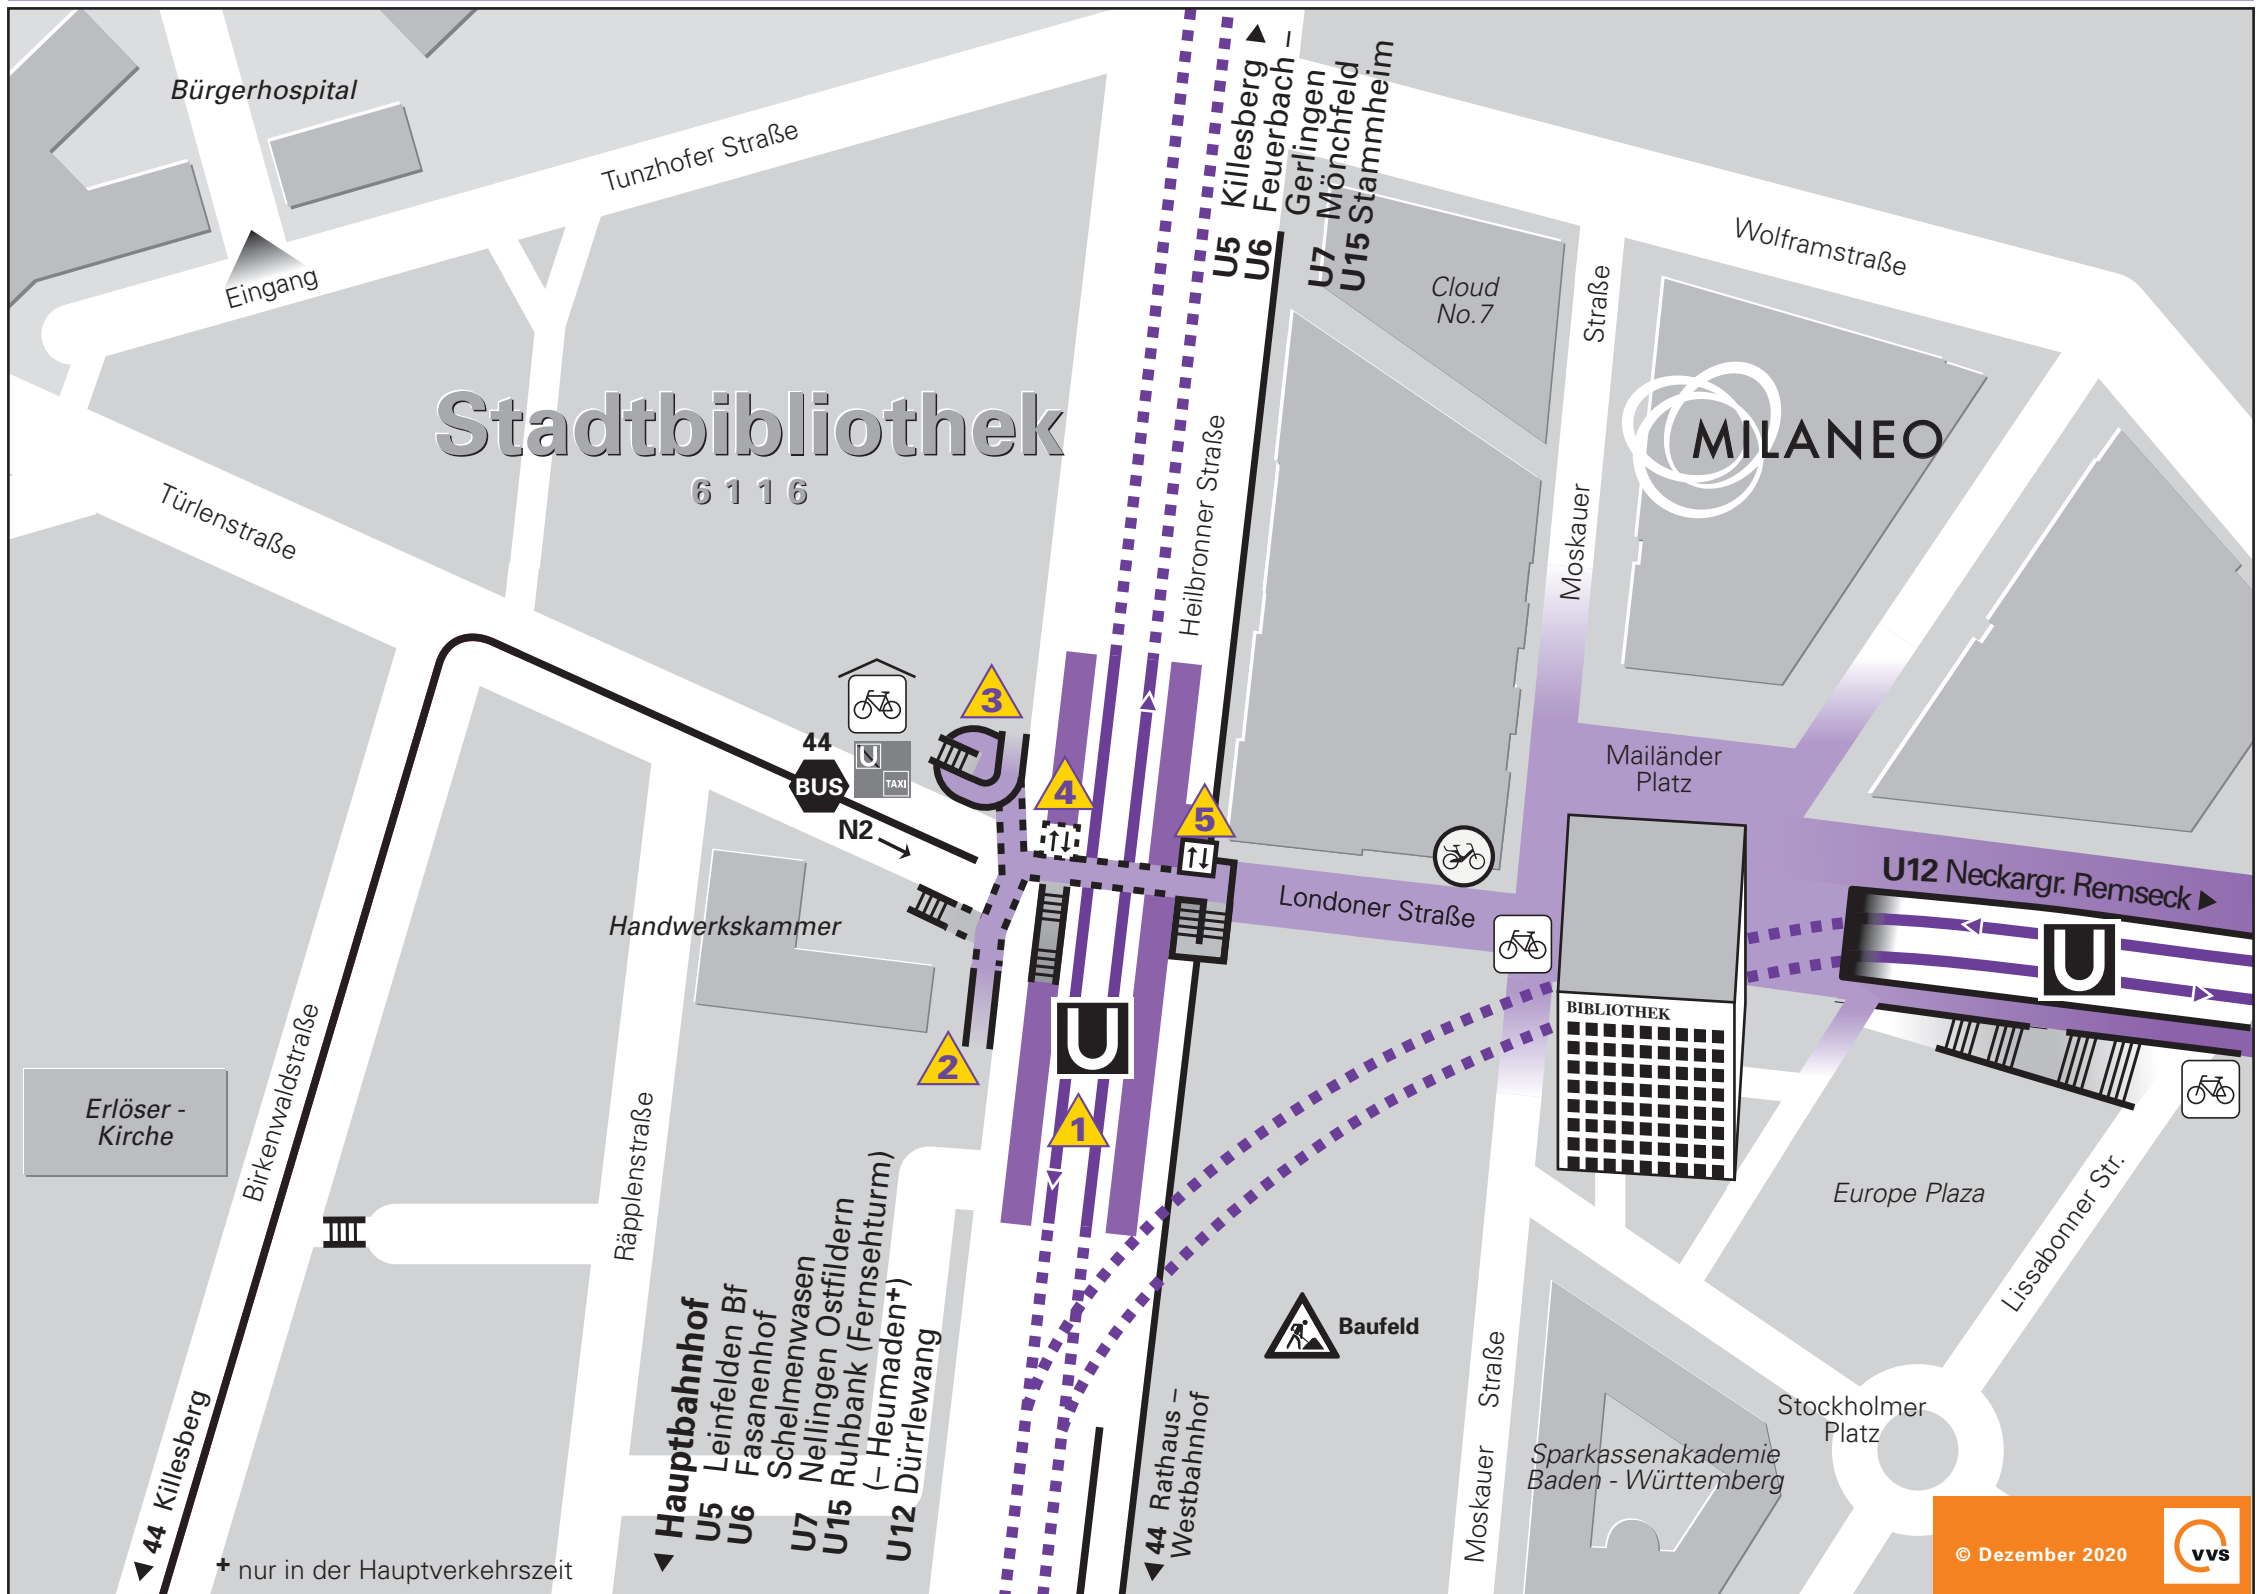 Bürgerhospital
Tunzhofer Straße
Eingang
U5 Killesberg
U6 Feuerbach –
Gerlingen
U7 Mönchfeld
U15 Stammheim
Wolframstraße
Cloud
No.7
Moskauer Straße
MILANEO
Stadtbibliothek
6116
Türlenstraße
Heilbronner Straße
3
44
BUS
U
TAXI
N2
4
5
Mailänder
Platz
U12 Neckargr. Remseck
Londoner Straße
Handwerkskammer
U
U
BIBLIOTHEK
2
1
Erlöser -
Kirche
Birkenwaldstraße
Räpplenstraße
Europe Plaza
Lissabonner Str.
Baufeld
Hauptbahnhof
U5 Leinfelden Bf
U6 Fasanenhof
Schelmenwasen
U7 Nellingen Ostfildern
U15 Ruhbank (Fernsehturm)
(– Heumaden+)
U12 Dürrlewang
44 Rathaus –
Westbahnhof
Moskauer Straße
Stockholmer
Platz
Sparkassenakademie
Baden - Württemberg
44 Killesberg
+ nur in der Hauptverkehrszeit
© Dezember 2020
vvs